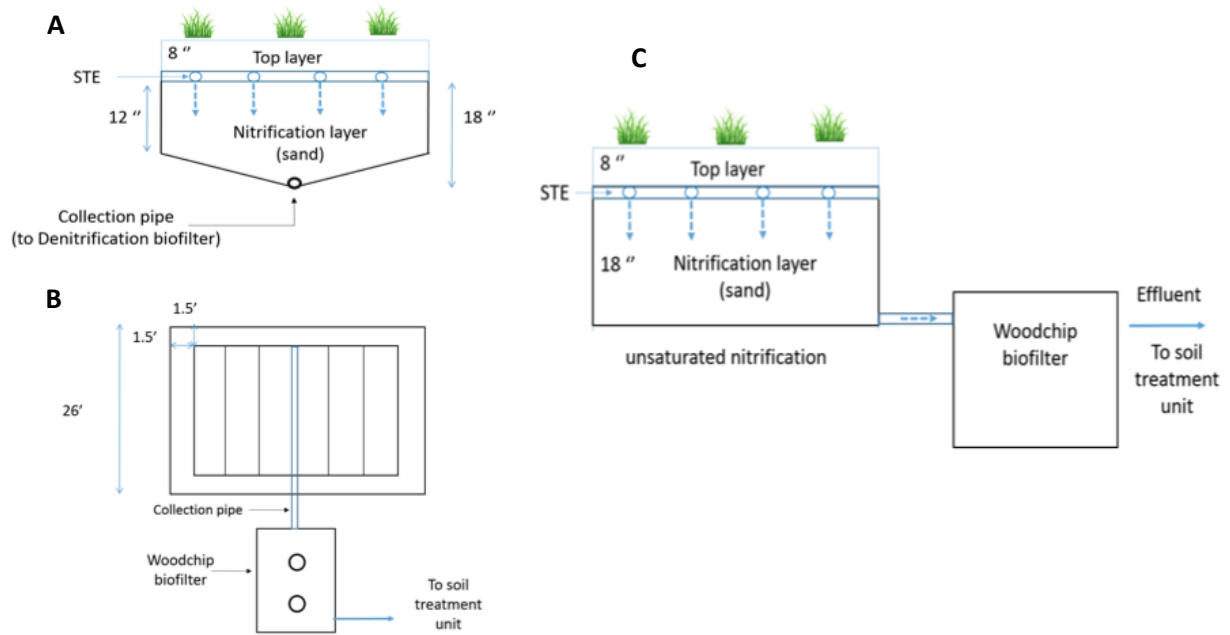 A
8 ‘’
Top layer
STE
12 ‘’
18 ‘’
Nitrification layer
(sand)
Collection pipe
(to Denitrification biofilter)
B
1.5’
1.5’
26’
Collection pipe
Woodchip
biofilter
To soil
treatment
unit
C
8 ‘’
Top layer
STE
18 ‘’
Nitrification layer
(sand)
unsaturated nitrification
Woodchip
biofilter
Effluent
To soil
treatment
unit